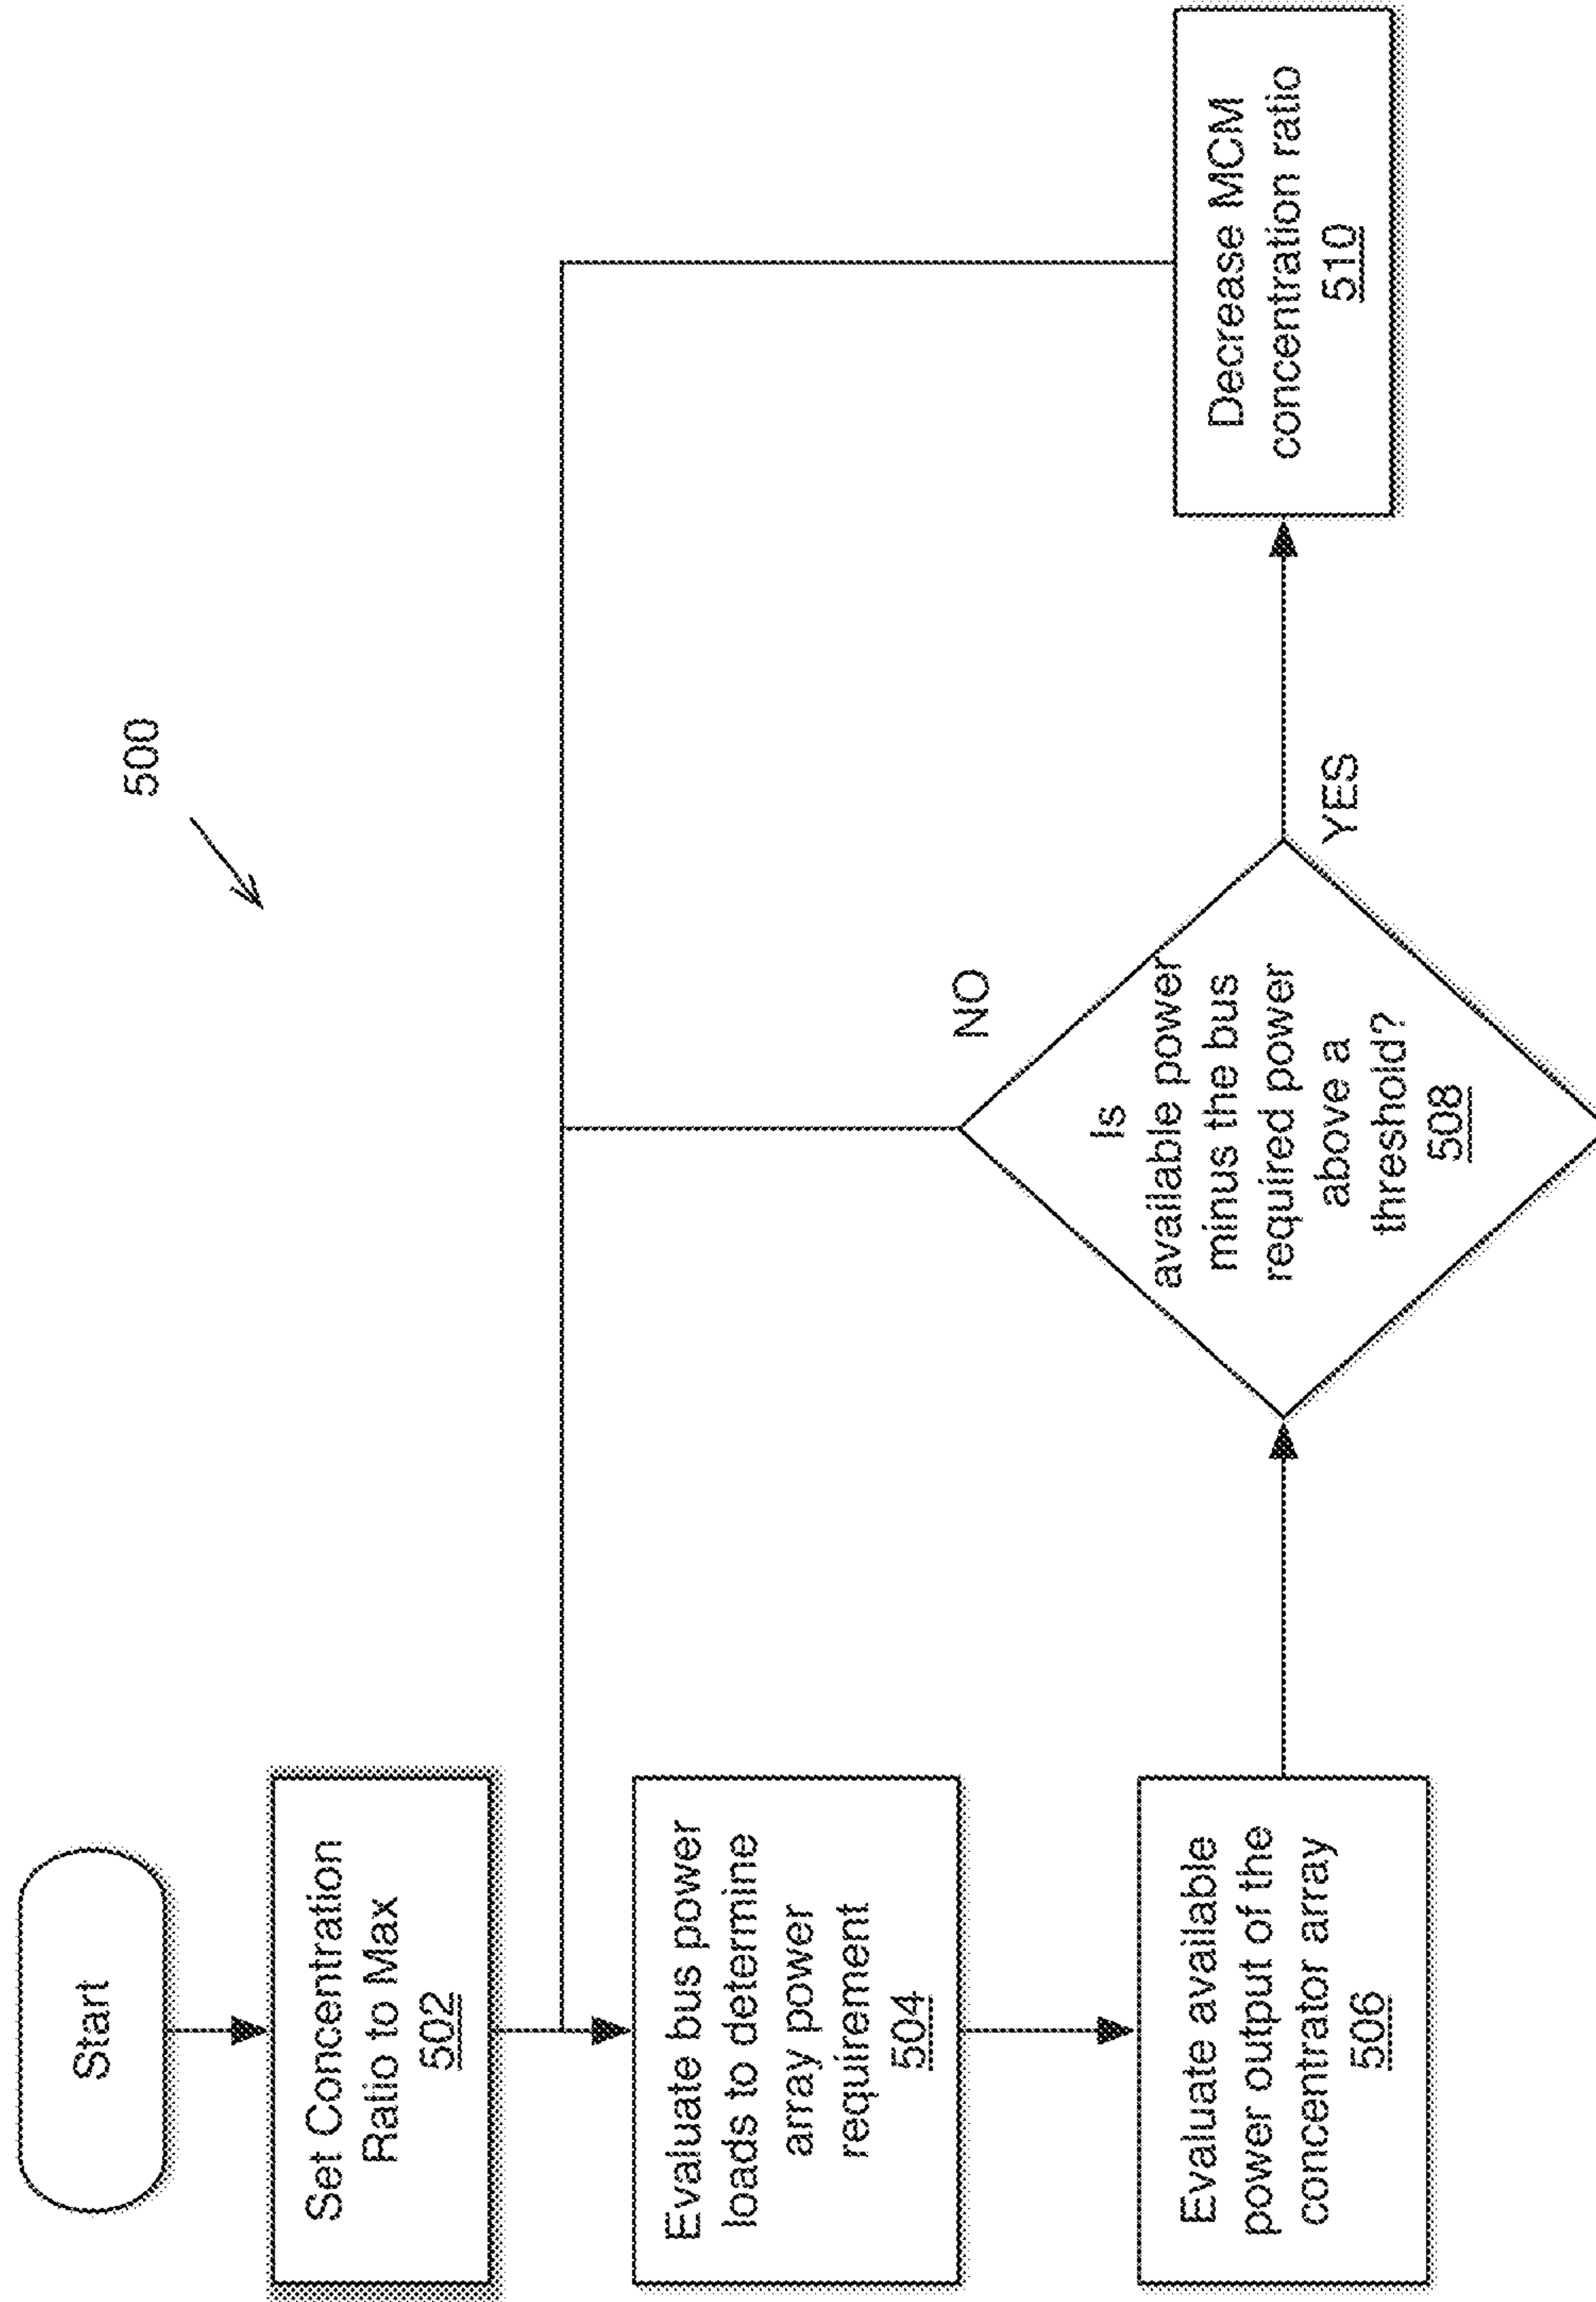 500
Start
Set Concentration
Ratio to Max
502
Evaluate bus power
loads to determine
array power
requirement
504
Evaluate available
power output of the
concentrator array
506
Is
available power
minus the bus
required power
above a
threshold?
508
NO
YES
Decrease MCM
concentration ratio
510